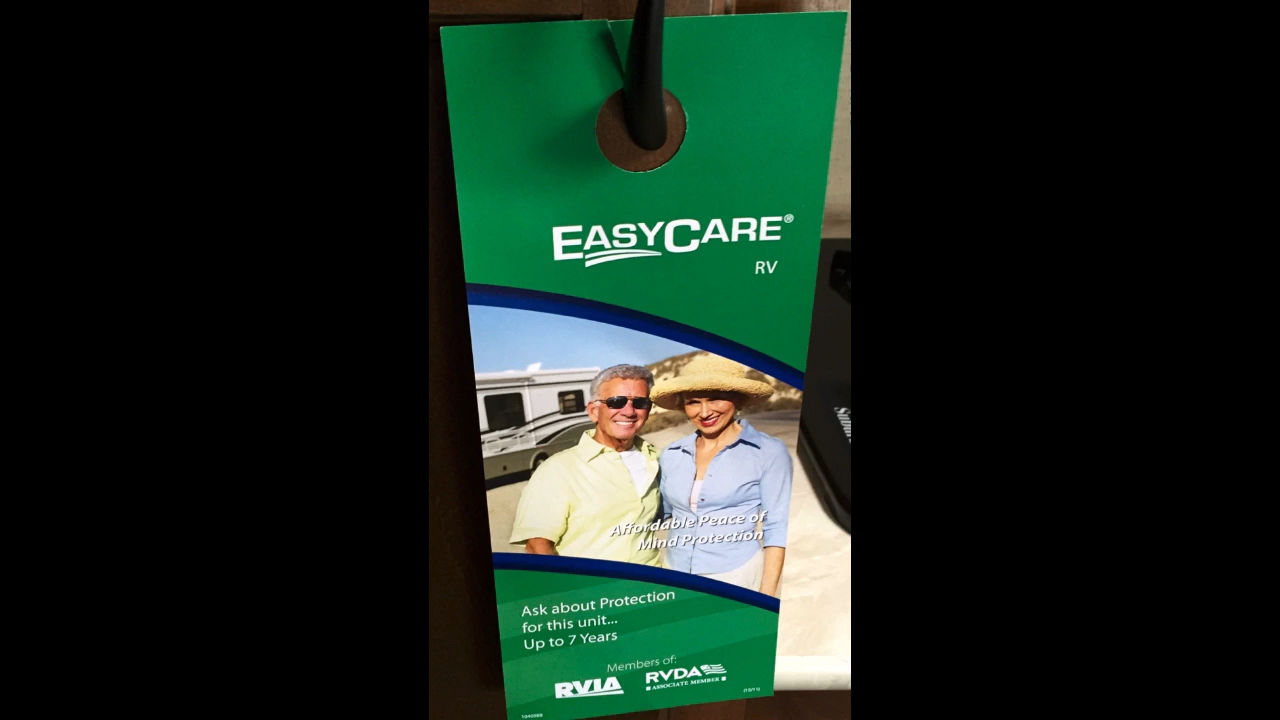 EASYCARE®
RV
Affordable Peace of
Mind Protection
Ask about Protection
for this unit...
Up to 7 Years
Members of:
RVIA
RVDA
ASSOCIATE MEMBER